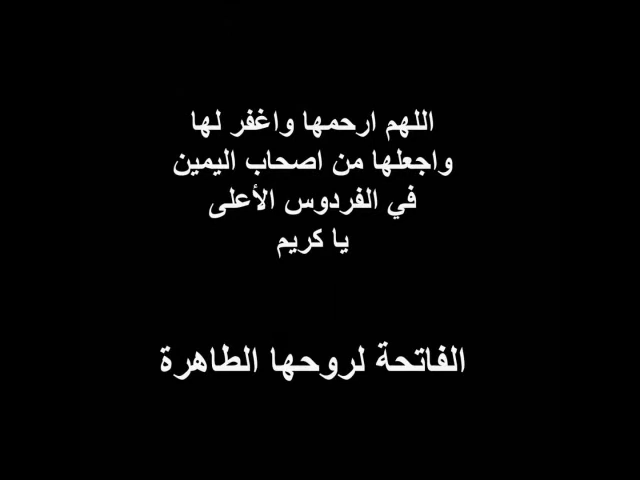 اللهم ارحمها واغفر لها
واجعلها من اصحاب اليمين
في الفردوس الأعلى
يا كريم
الفاتحة لروحها الطاهرة